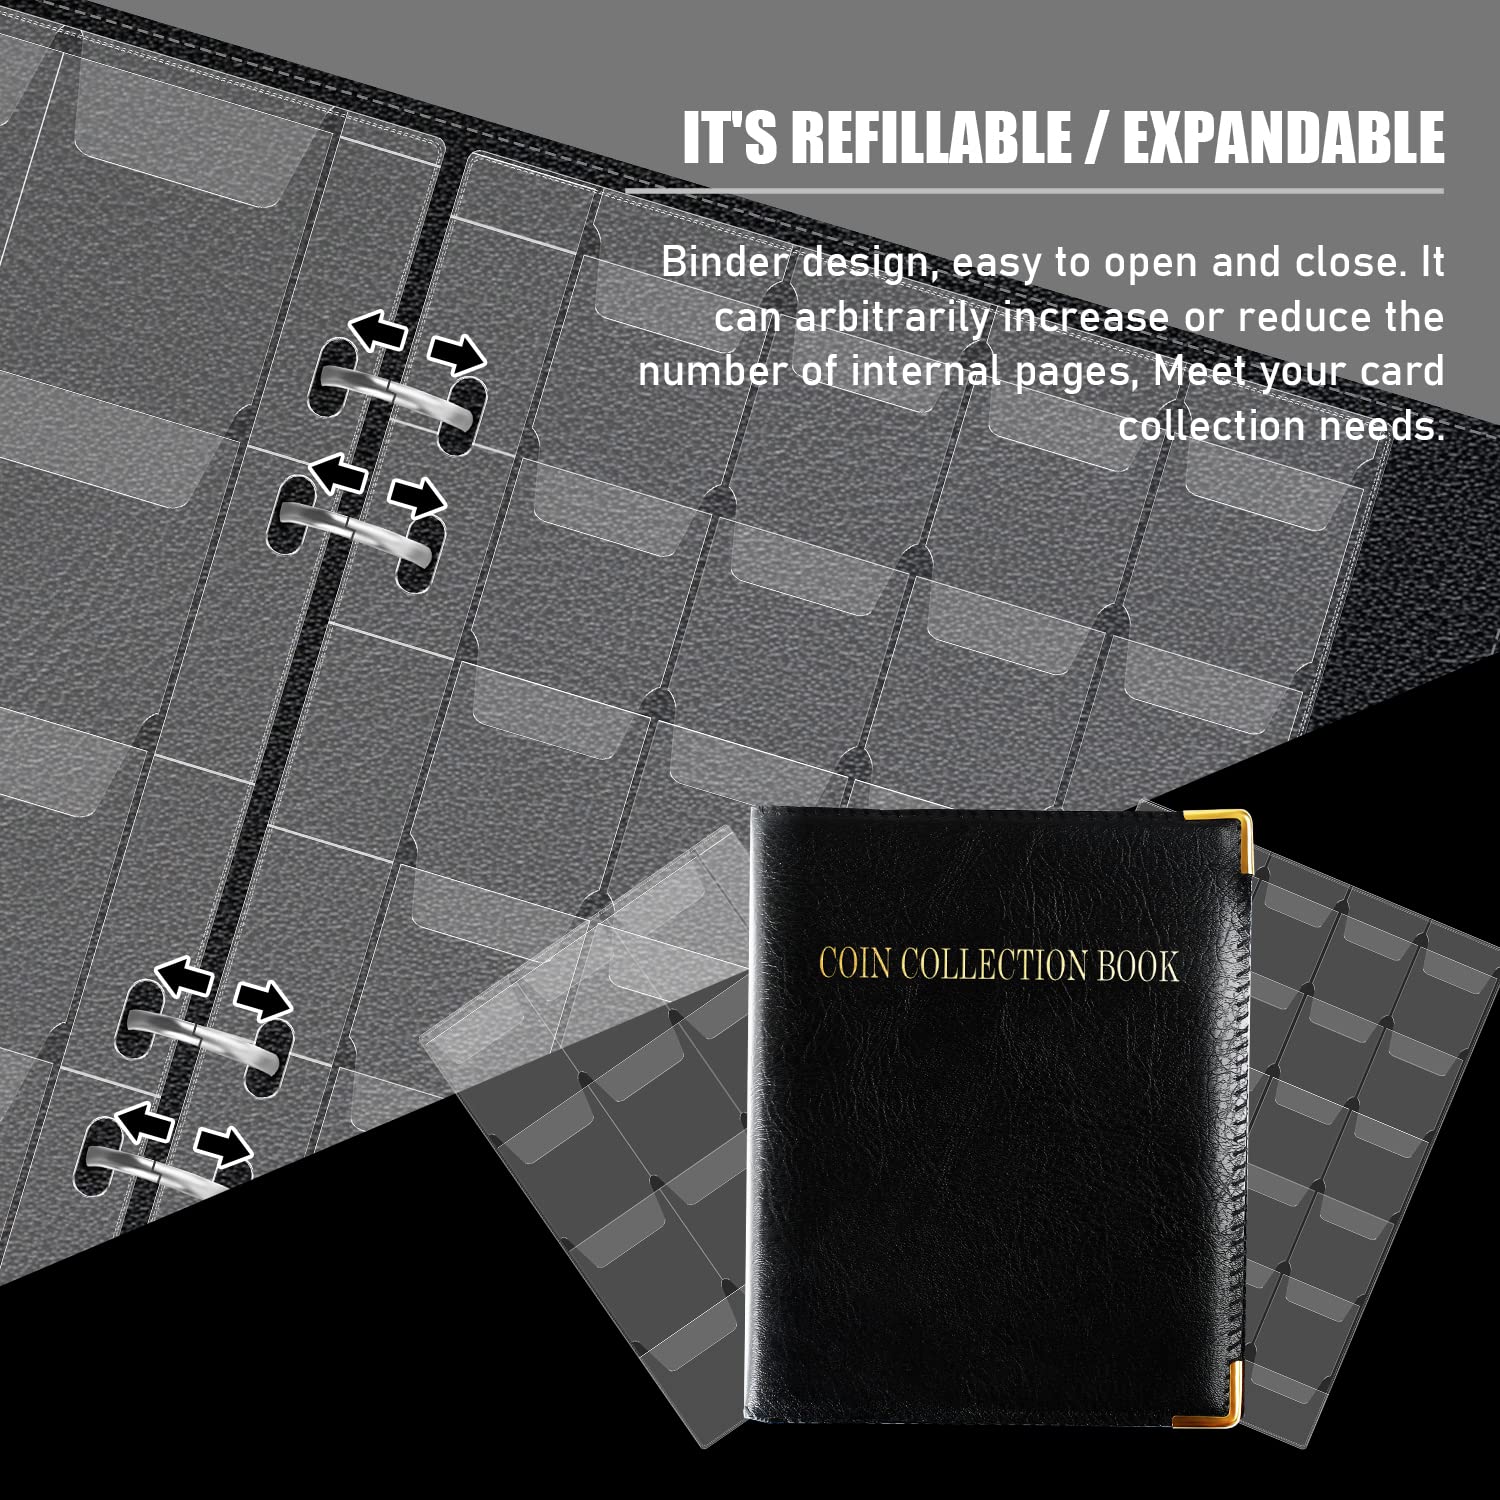 IT'S REFILLABLE / EXPANDABLE
Binder design, easy to open and close. It
can arbitrarily increase or reduce the
number of internal pages, Meet your card
collection needs.
COIN COLLECTION BOOK